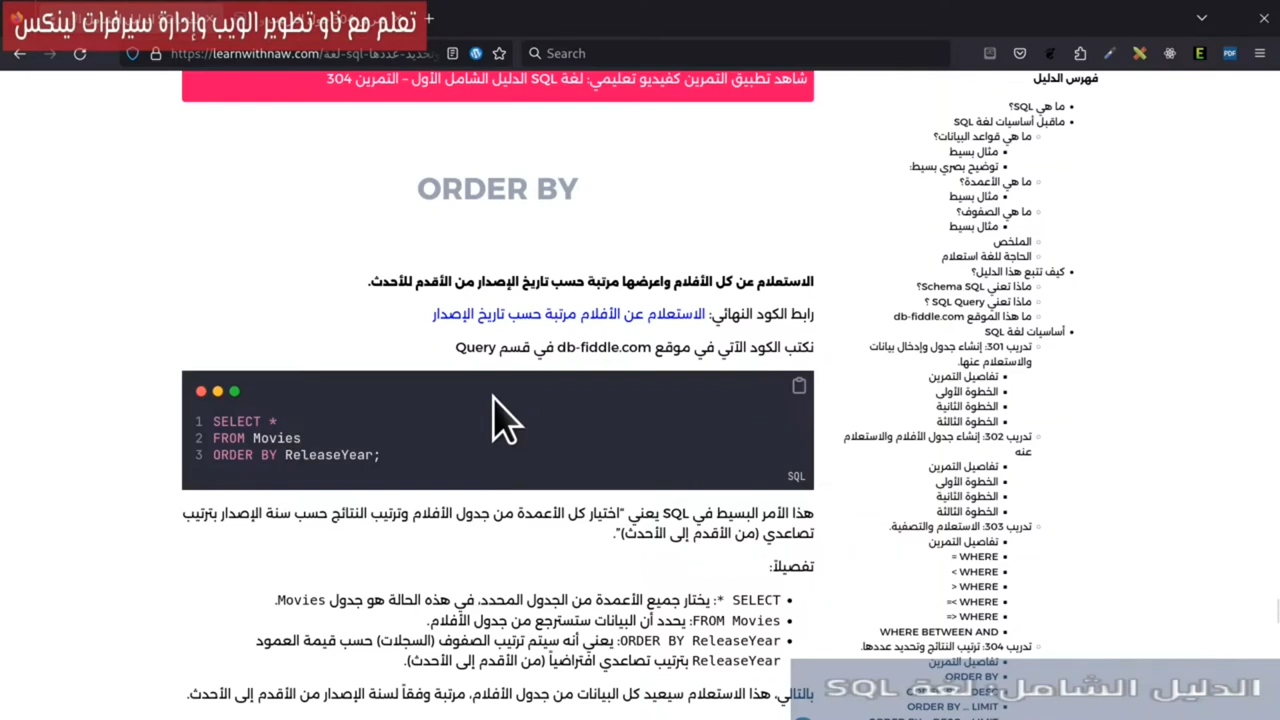 تعلم مع ناو تطوير الويب وإدارة سيرفرات لينكس
https://learnwithnaw.com/
Search
شاهد تطبيق التمرين كفيديو تعليمي: لغة SQL الدليل الشامل الأول – التمرين 304
ORDER BY
الاستعلام عن كل الأفلام واعرضها مرتبة حسب تاريخ الإصدار من الأقدم للأحدث.
رابط الكود النهائي: الاستعلام عن الأفلام مرتبة حسب تاريخ الإصدار
نكتب الكود الآتي في موقع db-fiddle.com في قسم Query
1 SELECT *
2 FROM Movies
3 ORDER BY ReleaseYear;
SQL
هذا الأمر البسيط في SQL يعني "اختيار كل الأعمدة من جدول الأفلام وترتيب النتائج حسب سنة الإصدار بترتيب
تصاعدي (من الأقدم إلى الأحدث)".
تفصيلاً:
SELECT *: يختار جميع الأعمدة من الجدول المحدد، في هذه الحالة هو جدول Movies.
FROM Movies: يحدد أن البيانات ستسترجع من جدول الأفلام.
ORDER BY ReleaseYear: يعني أنه سيتم ترتيب الصفوف (السجلات) حسب قيمة العمود
ReleaseYear بترتيب تصاعدي افتراضياً (من الأقدم إلى الأحدث).
بالتالي، هذا الاستعلام سيعيد كل البيانات من جدول الأفلام، مرتبة وفقاً لسنة الإصدار من الأقدم إلى الأحدث.
فهرس الدليل
ما هي SQL؟
ماقبل أساسيات لغة SQL
ما هي قواعد البيانات؟
مثال بسيط
توضيح بصري بسيط:
ما هي الأعمدة؟
مثال بسيط
ما هي الصفوف؟
مثال بسيط
الملخص
الحاجة للغة استعلام
كيف تتبع هذا الدليل؟
ماذا تعني Schema SQL؟
ماذا تعني SQL Query ؟
ما هذا الموقع db-fiddle.com
أساسيات لغة SQL
تدريب 301: إنشاء جدول وإدخال بيانات
والاستعلام عنها.
تفاصيل التمرين
الخطوة الأولى
الخطوة الثانية
الخطوة الثالثة
تدريب 302: إنشاء جدول الأفلام والاستعلام
عنه
تفاصيل التمرين
الخطوة الأولى
الخطوة الثانية
الخطوة الثالثة
تدريب 303: الاستعلام والتصفية.
تفاصيل التمرين
= WHERE
< WHERE
> WHERE
=< WHERE
=> WHERE
WHERE BETWEEN AND
تدريب 304: ترتيب النتائج وتحديد عددها.
تفاصيل التمرين
ORDER BY
ORDER BY ... LIMIT
الدليل الشامل لغة SQL